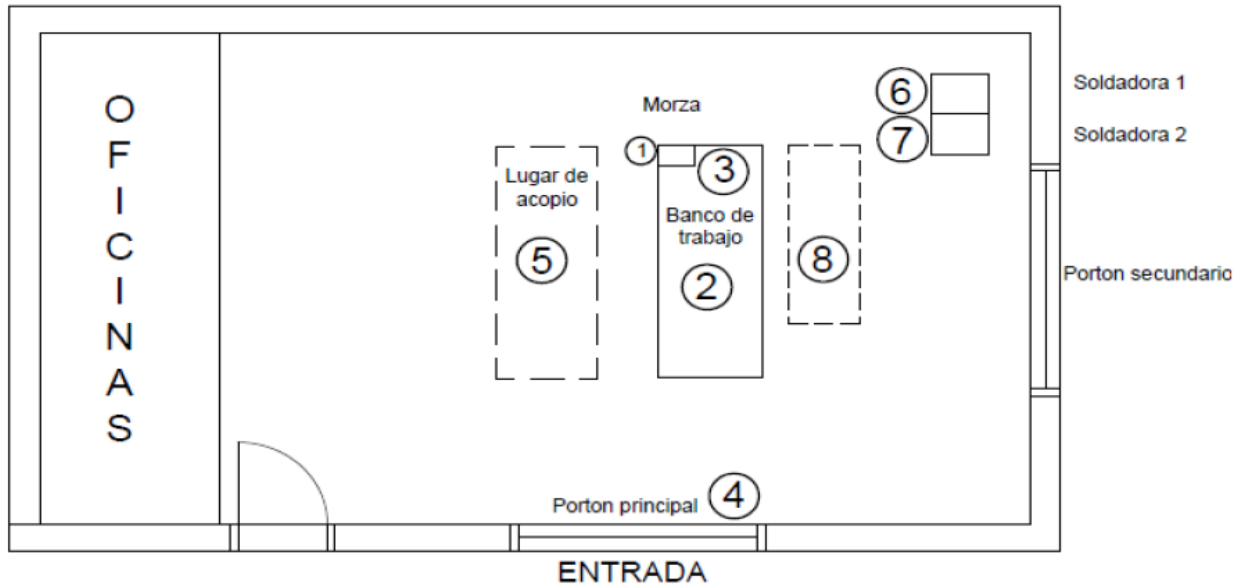 OFICINAS
Morza
1
3
Lugar de
acopio
5
Banco de
trabajo
2
8
6
7
Soldadora 1
Soldadora 2
Porton secundario
Porton principal
4
ENTRADA